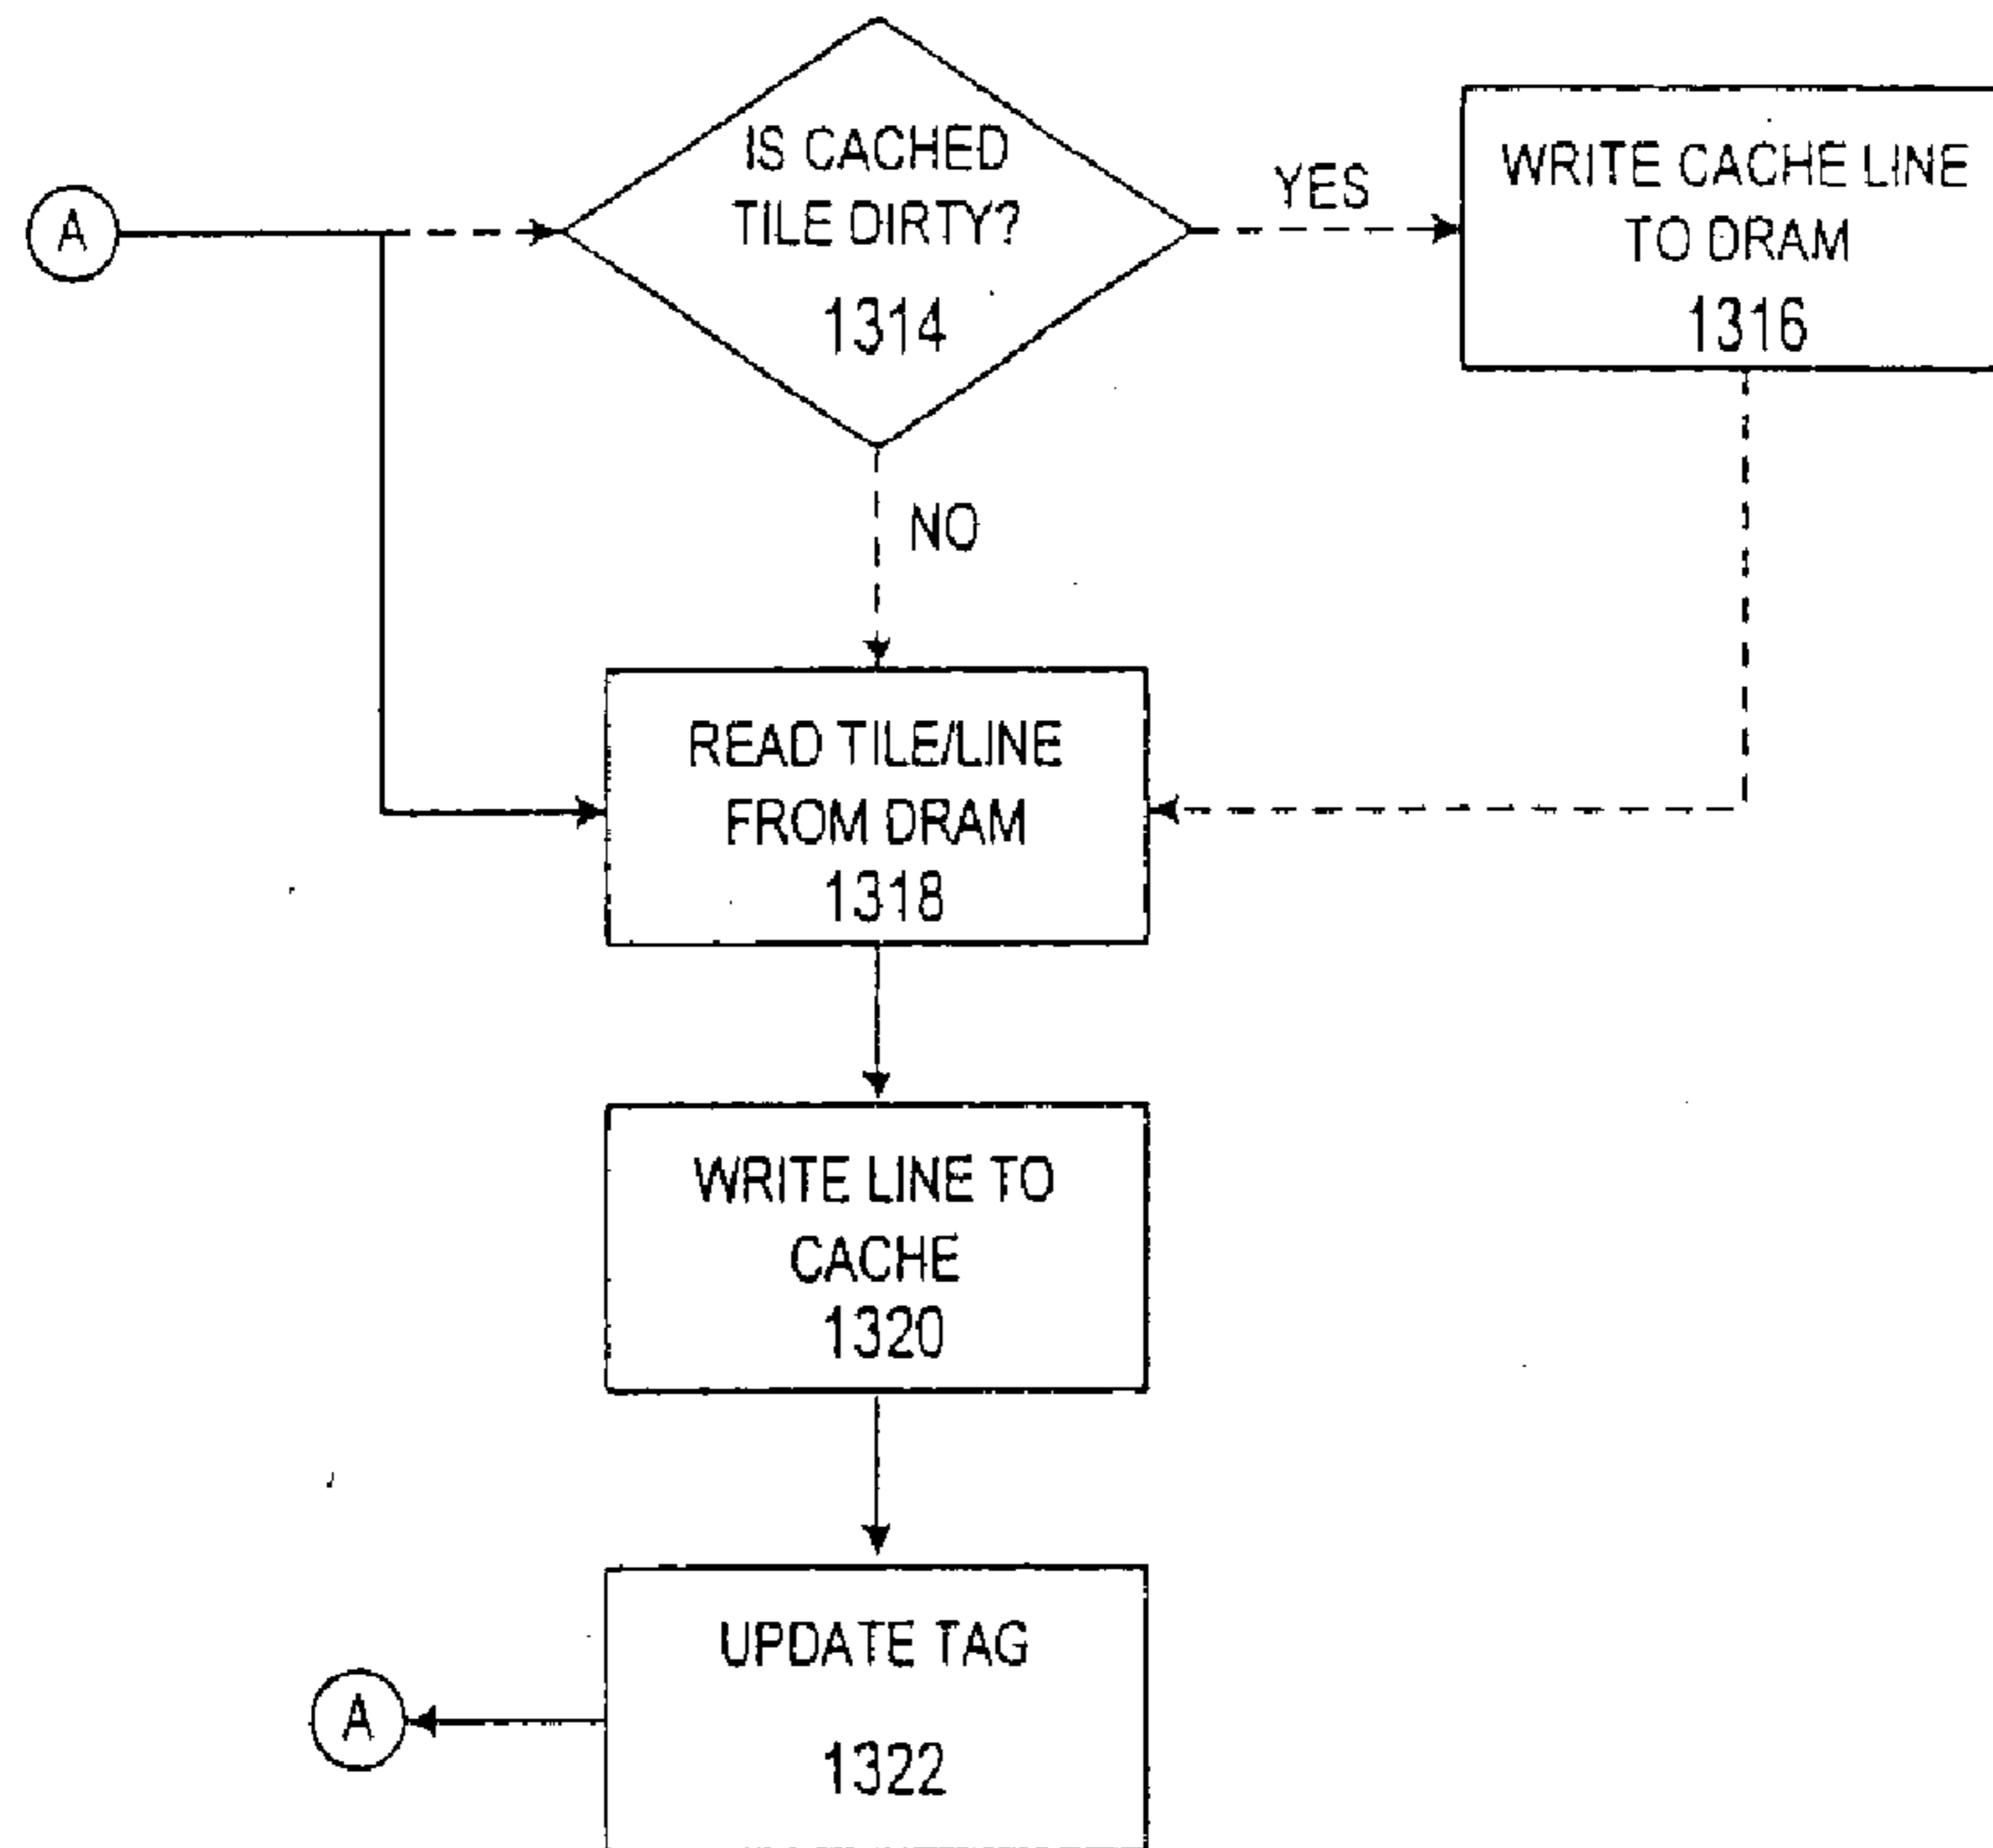 IS CACHED
TILE DIRTY?
1314
YES
WRITE CACHE LINE
TO DRAM
1316
A
NO
READ TILE/LINE
FROM DRAM
1318
WRITE LINE TO
CACHE
1320
UPDATE TAG
A
1322